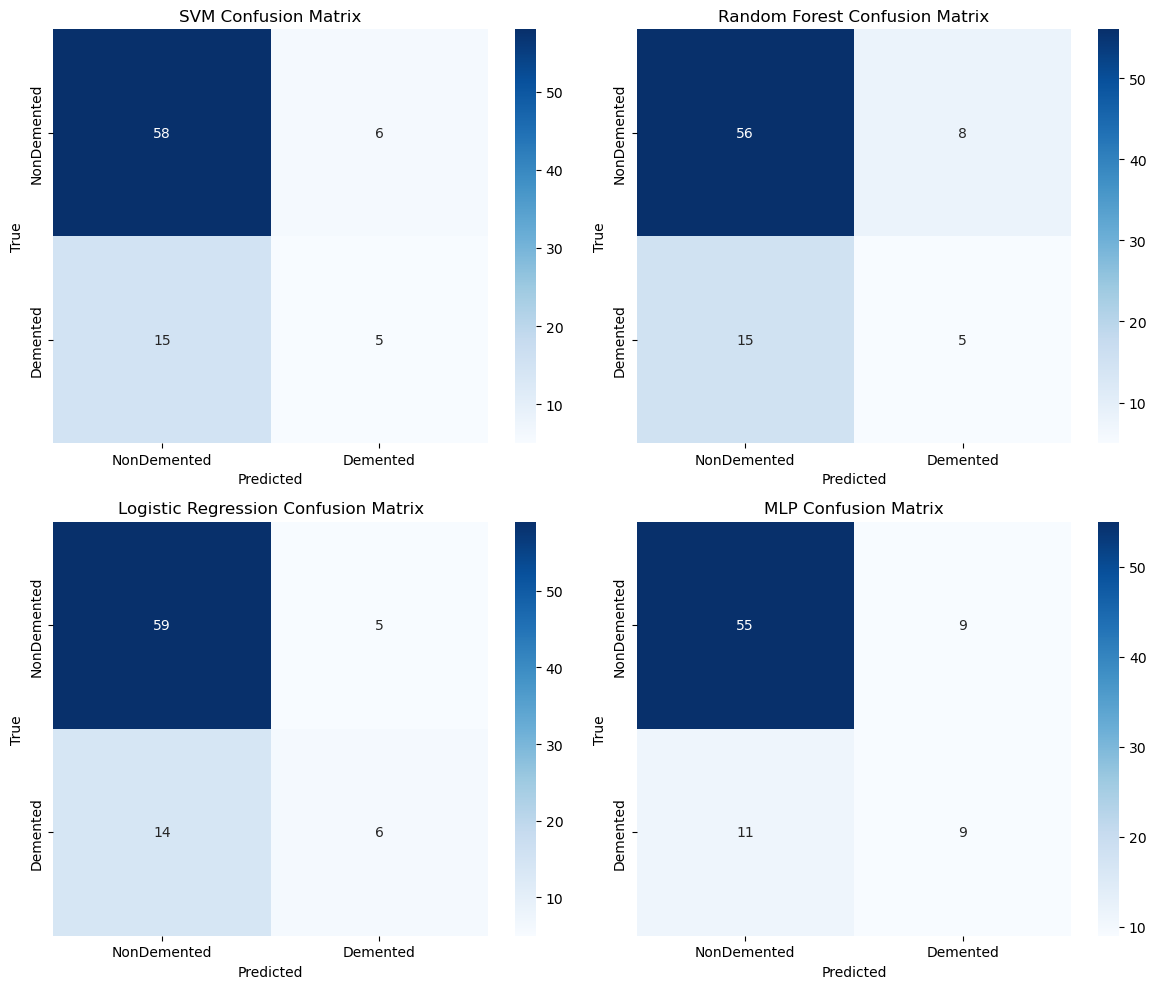 SVM Confusion Matrix
NonDemented
Demented
True
58
6
15
5
NonDemented
Demented
Predicted
50
40
30
20
10
Random Forest Confusion Matrix
NonDemented
Demented
True
56
8
15
5
NonDemented
Demented
Predicted
50
40
30
20
10
Logistic Regression Confusion Matrix
NonDemented
Demented
True
59
5
14
6
NonDemented
Demented
Predicted
50
40
30
20
10
MLP Confusion Matrix
NonDemented
Demented
True
55
9
11
9
NonDemented
Demented
Predicted
50
40
30
20
10